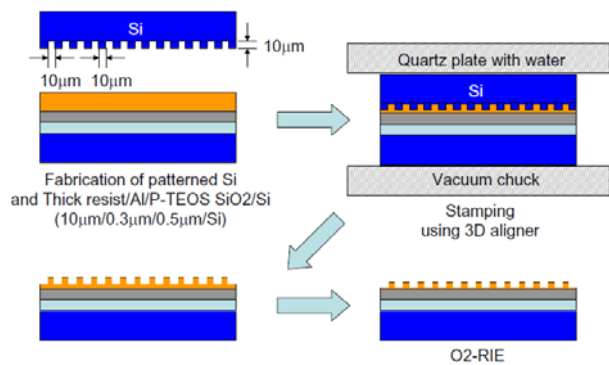 Si
10μm
10μm
10μm
Fabrication of patterned Si
and Thick resist/Al/P-TEOS SiO2/Si
(10μm/0.3μm/0.5μm/Si)
Quartz plate with water
Si
Vacuum chuck
Stamping
using 3D aligner
O2-RIE